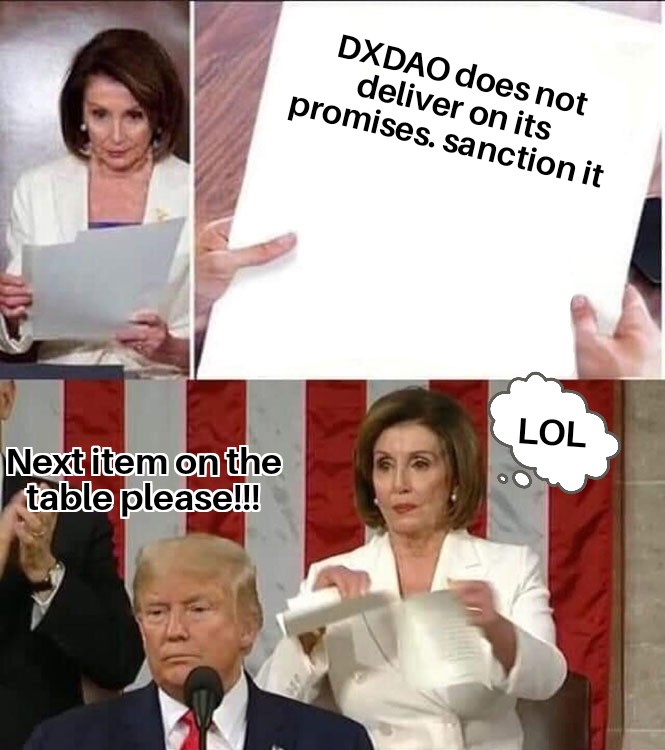 DXDAO does not
deliver on its
promises. sanction it
LOL
Next item on the
table please!!!